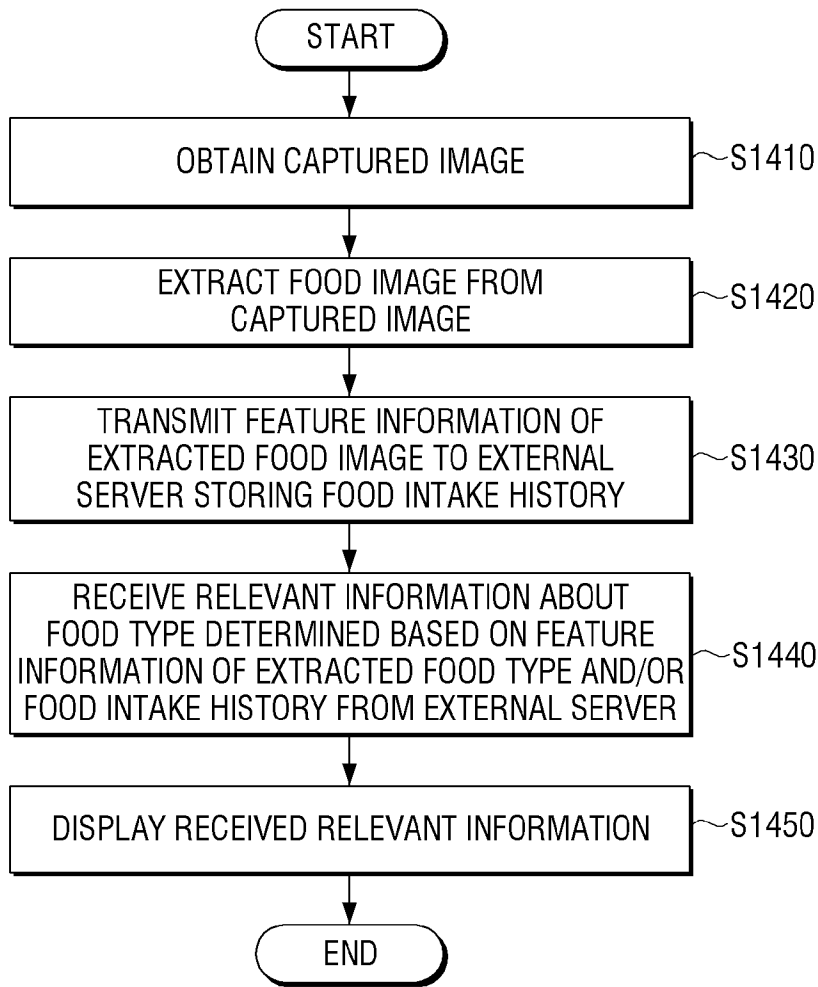 START
OBTAIN CAPTURED IMAGE
S1410
EXTRACT FOOD IMAGE FROM
CAPTURED IMAGE
S1420
TRANSMIT FEATURE INFORMATION OF
EXTRACTED FOOD IMAGE TO EXTERNAL
SERVER STORING FOOD INTAKE HISTORY
S1430
RECEIVE RELEVANT INFORMATION ABOUT
FOOD TYPE DETERMINED BASED ON FEATURE
INFORMATION OF EXTRACTED FOOD TYPE AND/OR
FOOD INTAKE HISTORY FROM EXTERNAL SERVER
S1440
DISPLAY RECEIVED RELEVANT INFORMATION
S1450
END